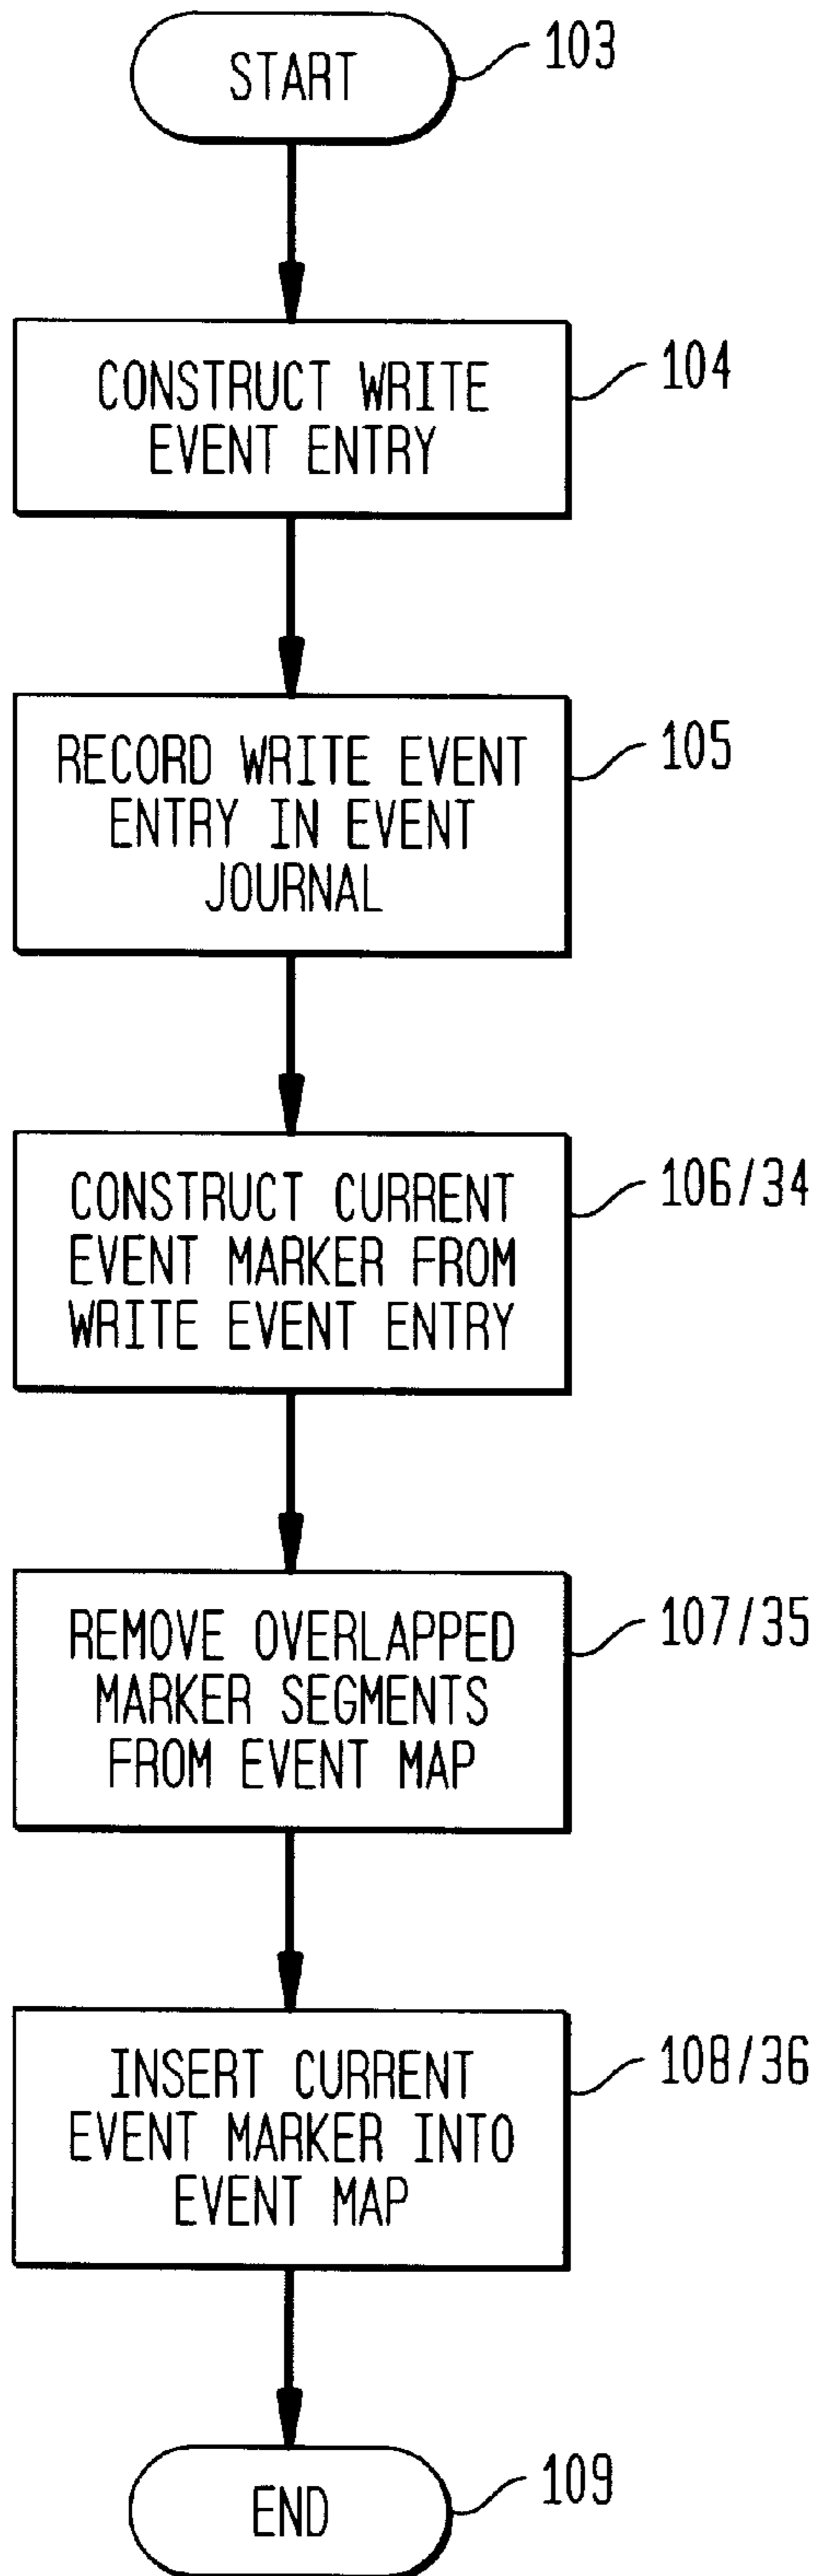 START
103
CONSTRUCT WRITE
EVENT ENTRY
104
RECORD WRITE EVENT
ENTRY IN EVENT
JOURNAL
105
CONSTRUCT CURRENT
EVENT MARKER FROM
WRITE EVENT ENTRY
106/34
REMOVE OVERLAPPED
MARKER SEGMENTS
FROM EVENT MAP
107/35
INSERT CURRENT
EVENT MARKER INTO
EVENT MAP
108/36
END
109